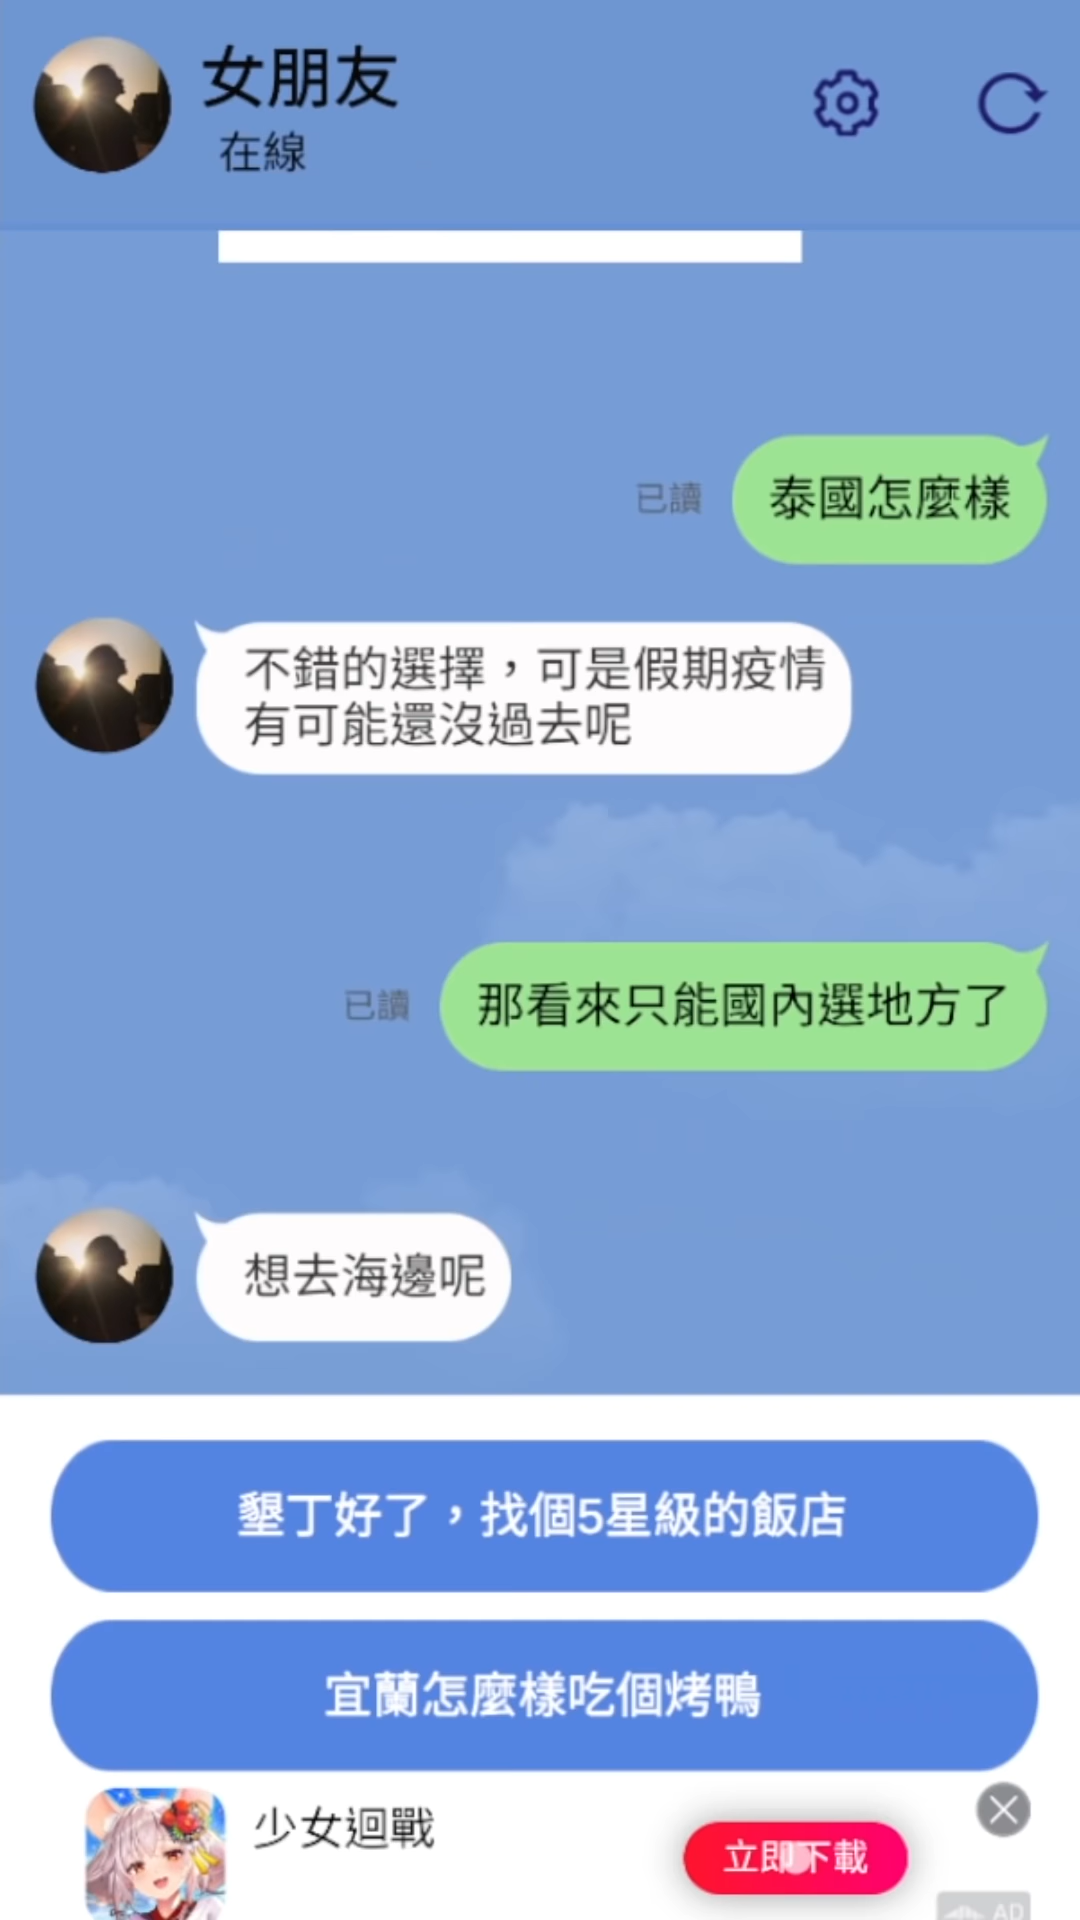 女朋友
在線
已讀
泰國怎麼樣
不錯的選擇，可是假期疫情
有可能還沒過去呢
已讀
那看來只能國內選地方了
想去海邊呢
墾丁好了，找個5星級的飯店
宜蘭怎麼樣吃個烤鴨
少女迴戰
立即下載
AD